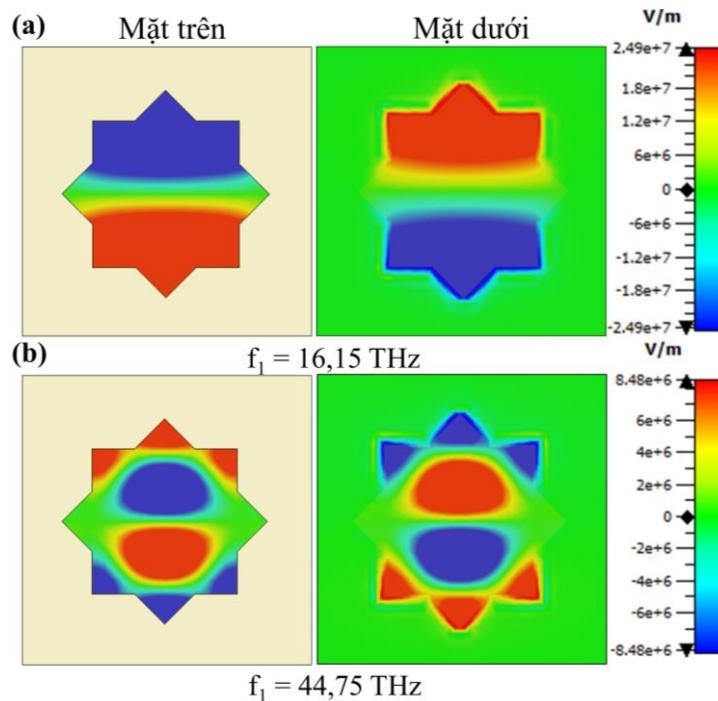 (a) Mặt trên Mặt dưới
V/m
2.49e+7
1.8e+7
1.2e+7
6e+6
0
-6e+6
-1.2e+7
-1.8e+7
-2.49e+7
f₁ = 16,15 THz
(b)
V/m
8.48e+6
6e+6
4e+6
2e+6
0
-2e+6
-4e+6
-6e+6
-8.48e+6
f₁ = 44,75 THz